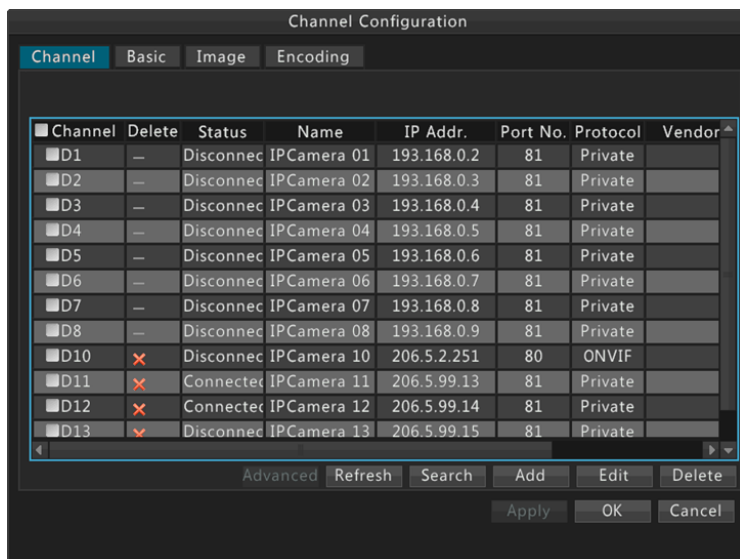 Channel Configuration
Channel Basic Image Encoding
Channel Delete Status Name IP Addr. Port No. Protocol Vendor
D1 — Disconnec IPCamera 01 193.168.0.2 81 Private
D2 — Disconnec IPCamera 02 193.168.0.3 81 Private
D3 — Disconnec IPCamera 03 193.168.0.4 81 Private
D4 — Disconnec IPCamera 04 193.168.0.5 81 Private
D5 — Disconnec IPCamera 05 193.168.0.6 81 Private
D6 — Disconnec IPCamera 06 193.168.0.7 81 Private
D7 — Disconnec IPCamera 07 193.168.0.8 81 Private
D8 — Disconnec IPCamera 08 193.168.0.9 81 Private
D10 Disconnec IPCamera 10 206.5.2.251 80 ONVIF
D11 Connected IPCamera 11 206.5.99.13 81 Private
D12 Connected IPCamera 12 206.5.99.14 81 Private
D13 Disconnec IPCamera 13 206.5.99.15 81 Private
Advanced Refresh Search Add Edit Delete
Apply OK Cancel